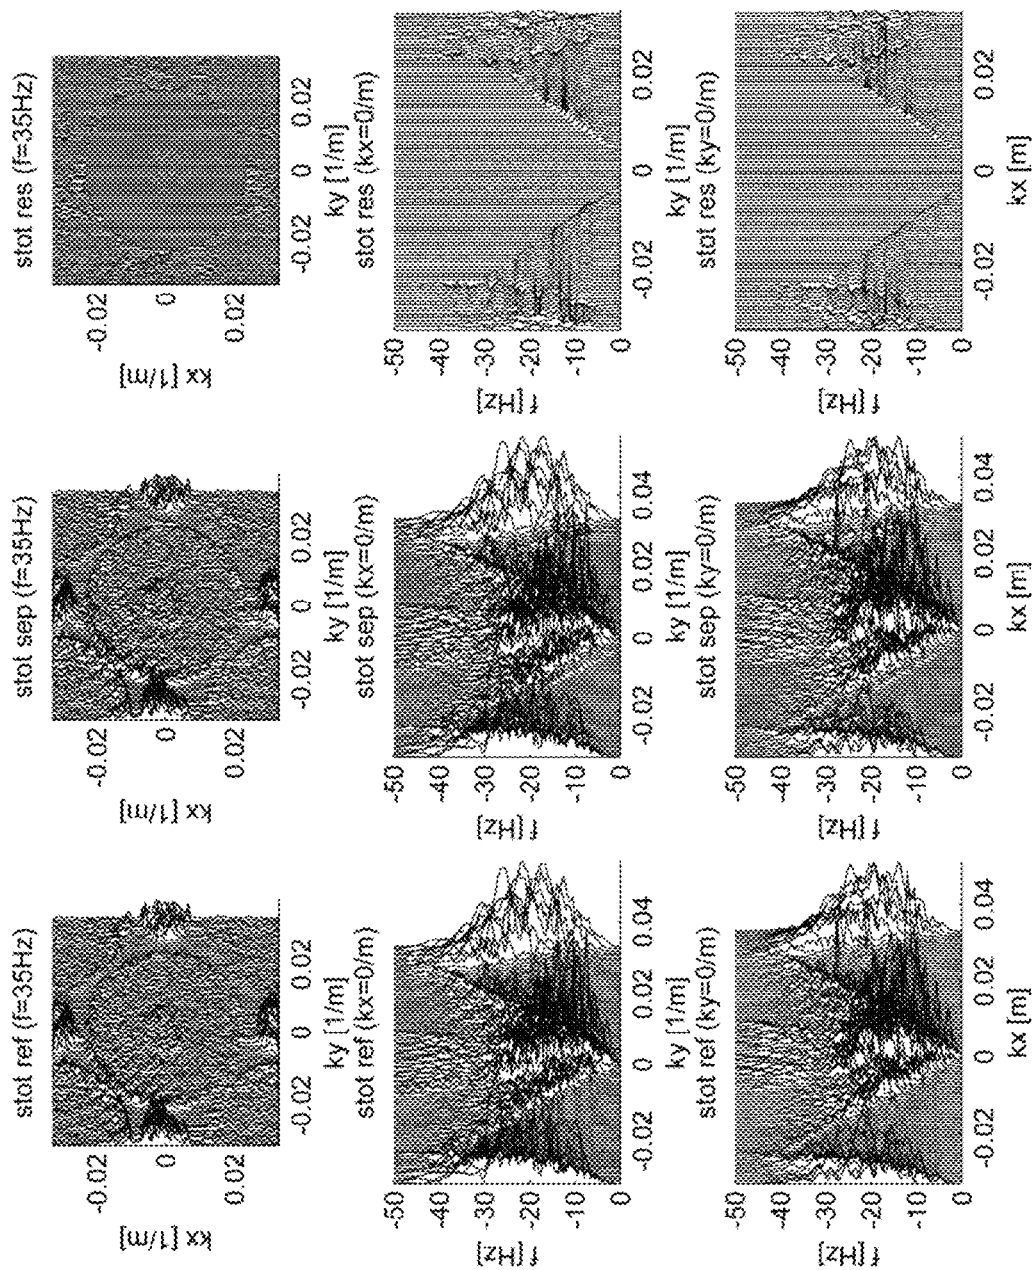 stot ref (f=35Hz)
kx [1/m]
-0.02
0
0.02
-0.02 0 0.02
ky [1/m]
stot sep (f=35Hz)
kx [1/m]
-0.02
0
0.02
-0.02 0 0.02
ky [1/m]
stot res (f=35Hz)
kx [1/m]
-0.02
0
0.02
-0.02 0 0.02
ky [1/m]
stot ref (kx=0/m)
f[Hz]
-50
-40
-30
-20
-10
0
-0.02 0 0.02 0.04
ky [1/m]
stot sep (kx=0/m)
f[Hz]
-50
-40
-30
-20
-10
0
-0.02 0 0.02 0.04
ky [1/m]
stot res (kx=0/m)
f[Hz]
-50
-40
-30
-20
-10
0
-0.02 0 0.02
ky [1/m]
stot ref (ky=0/m)
f[Hz]
-50
-40
-30
-20
-10
0
-0.02 0 0.02 0.04
kx [m]
stot sep (ky=0/m)
f[Hz]
-50
-40
-30
-20
-10
0
-0.02 0 0.02 0.04
kx [m]
stot res (ky=0/m)
f[Hz]
-50
-40
-30
-20
-10
0
-0.02 0 0.02
kx [m]